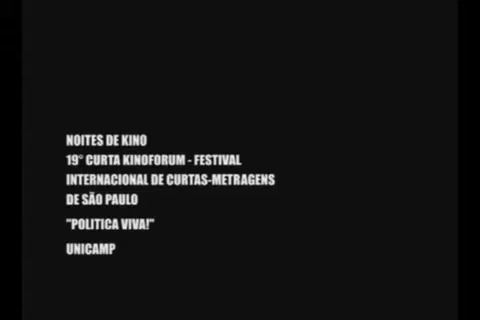 NOITES DE KINO
19° CURTA KINOFORUM - FESTIVAL
INTERNACIONAL DE CURTAS-METRAGENS
DE SÃO PAULO
"POLITICA VIVA!"
UNICAMP